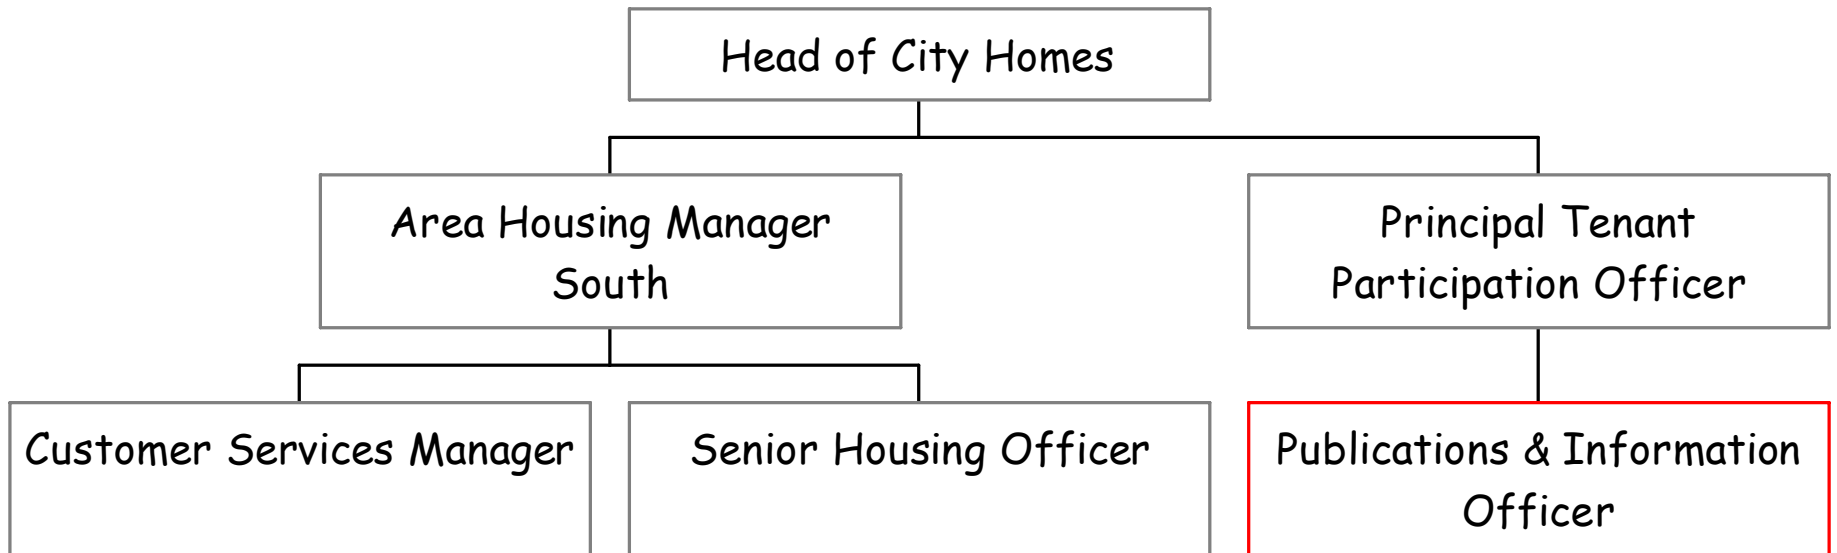 Head of City Homes
Area Housing Manager
South
Principal Tenant
Participation Officer
Customer Services Manager
Senior Housing Officer
Publications & Information
Officer